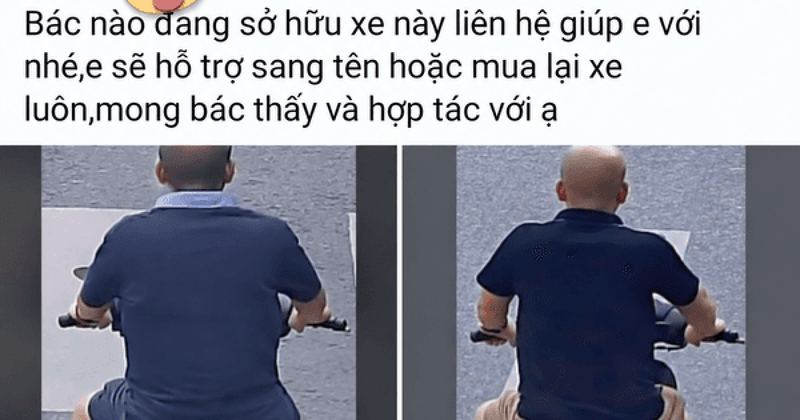 Bác nào đang sở hữu xe này liên hệ giúp e với
nhé,e sẽ hỗ trợ sang tên hoặc mua lại xe
luôn,mong bác thấy và hợp tác với ạ